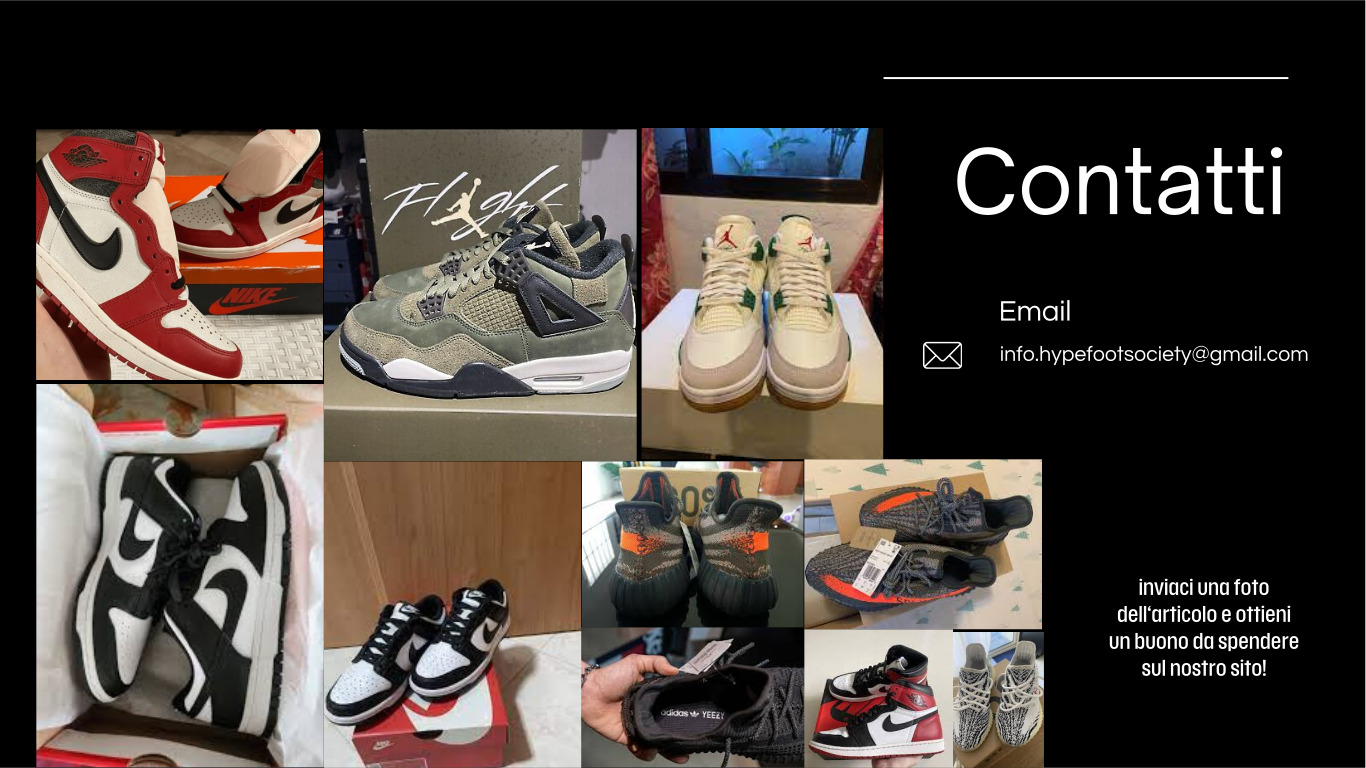 Contatti
Email
info.hypefootsociety@gmail.com
Flight
NIKE
adidas YEEZY
inviaci una foto
dell'articolo e ottieni
un buono da spendere
sul nostro sito!